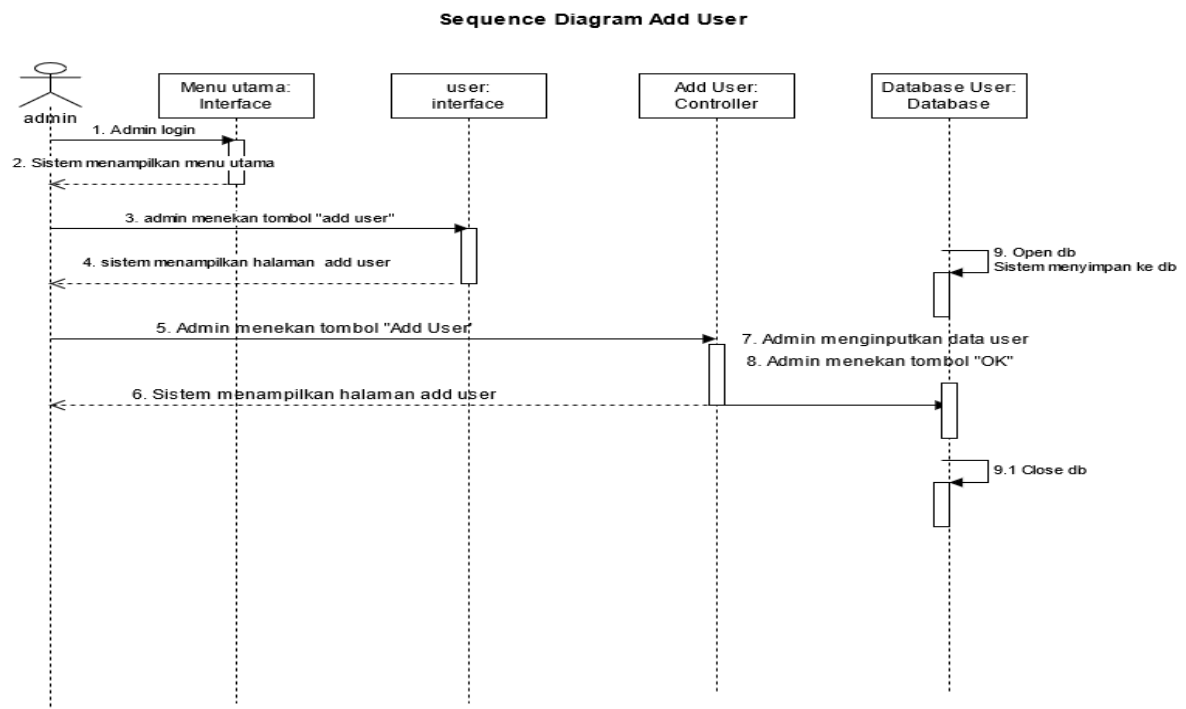 Sequence Diagram Add User
admin
Menu utama:
Interface
user:
interface
Add User:
Controller
Database User:
Database
1. Admin login
2. Sistem menampilkan menu utama
3. admin menekan tombol "add user"
4. sistem menampilkan halaman add user
9. Open db
Sistem menyimpan ke db
5. Admin menekan tombol "Add User"
7. Admin menginputkan data user
8. Admin menekan tombol "OK"
6. Sistem menampilkan halaman add user
9.1 Close db